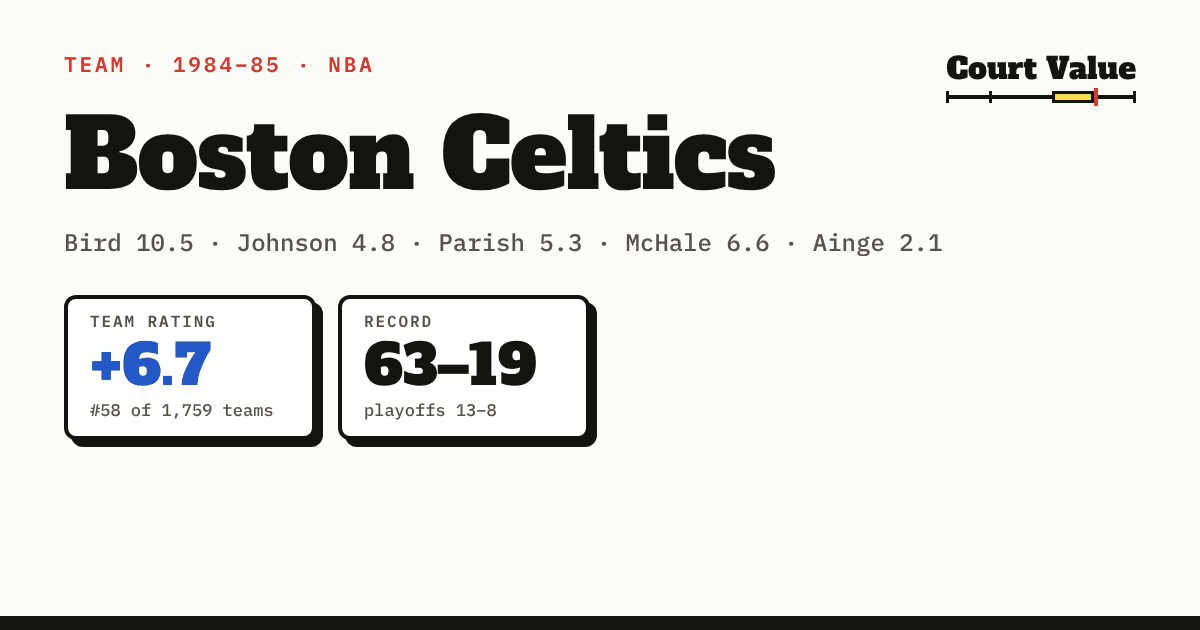 TEAM · 1984–85 · NBA
Court Value
Boston Celtics
Bird 10.5 · Johnson 4.8 · Parish 5.3 · McHale 6.6 · Ainge 2.1
TEAM RATING
+6.7
#58 of 1,759 teams
RECORD
63–19
playoffs 13–8